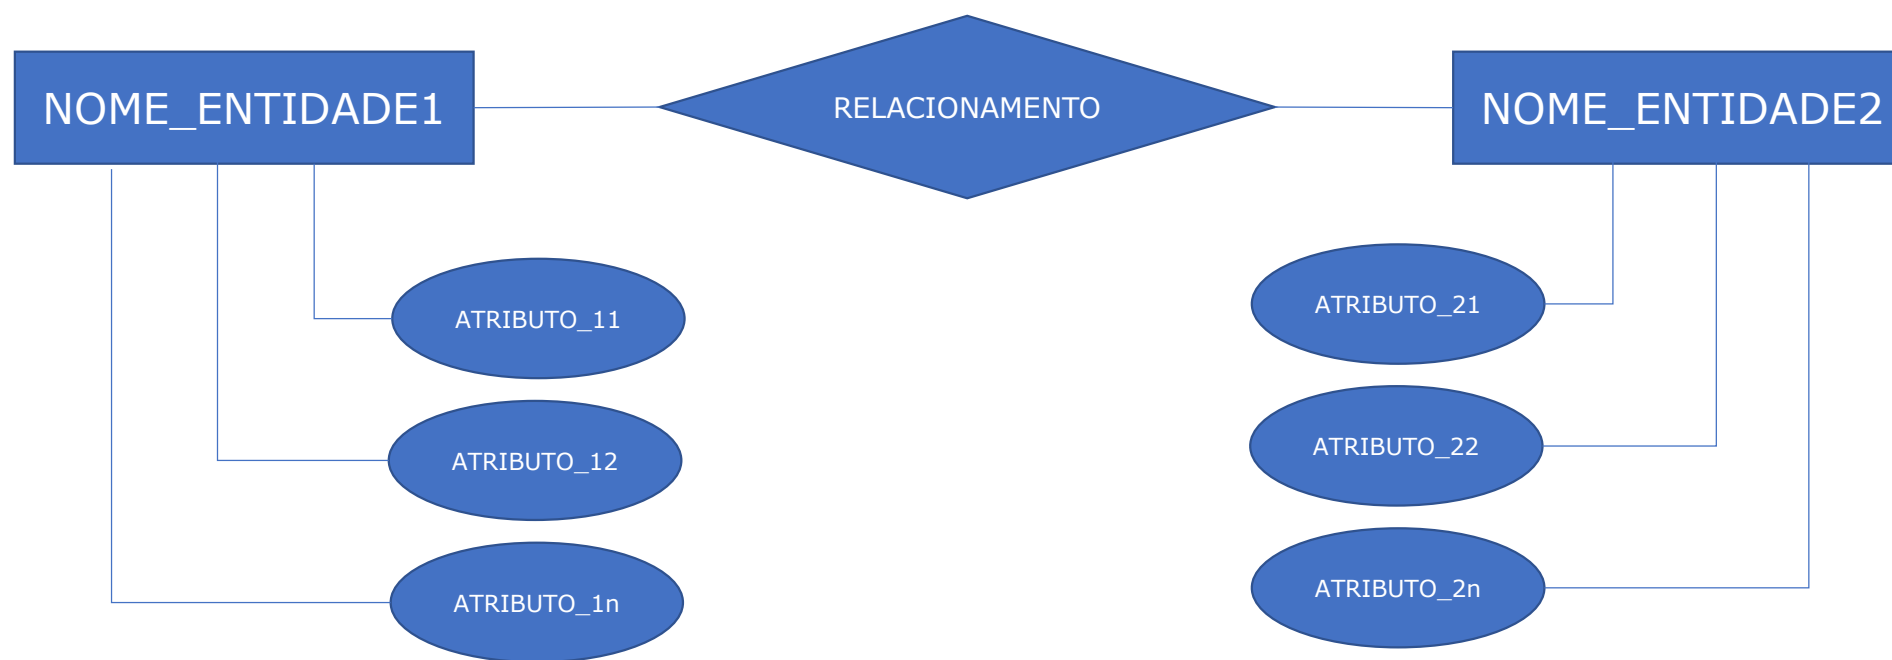 NOME_ENTIDADE1
RELACIONAMENTO
NOME_ENTIDADE2
ATRIBUTO_11
ATRIBUTO_21
ATRIBUTO_12
ATRIBUTO_22
ATRIBUTO_1n
ATRIBUTO_2n